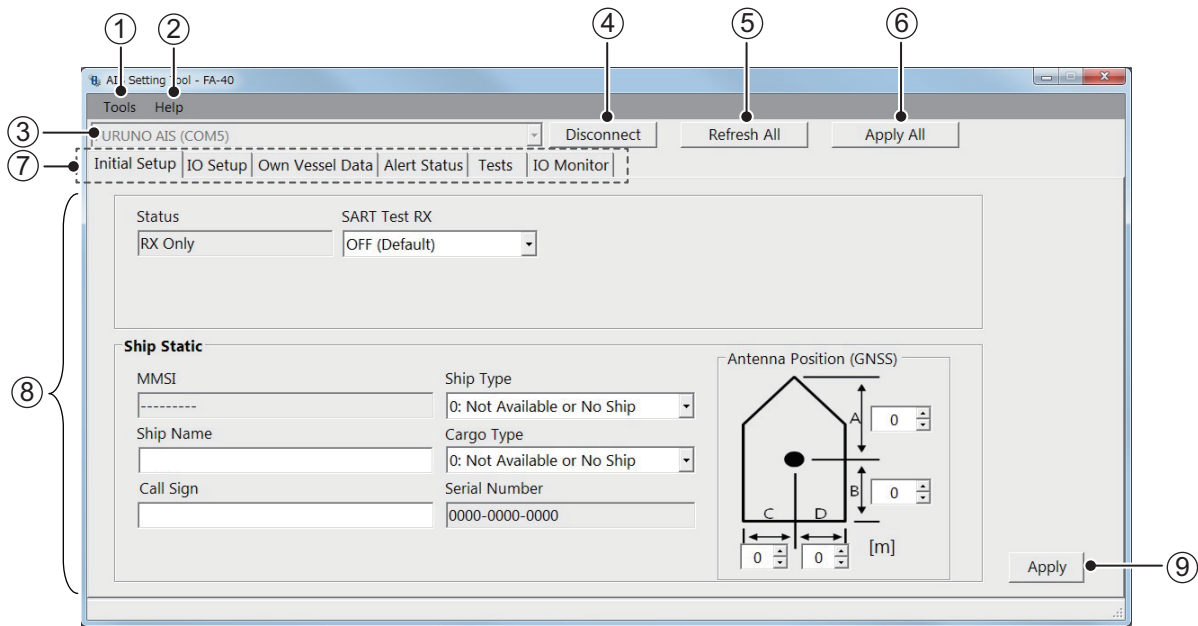 ① ② ④ ⑤ ⑥
AIS Setting Tool - FA-40
Tools Help
③ URUNO AIS (COM5) Disconnect Refresh All Apply All
⑦ Initial Setup IO Setup Own Vessel Data Alert Status Tests IO Monitor
Status SART Test RX
RX Only OFF (Default)
Ship Static
Antenna Position (GNSS)
⑧
MMSI Ship Type
--------- 0: Not Available or No Ship
A 0
Ship Name Cargo Type
0: Not Available or No Ship
Call Sign Serial Number
B 0
0000-0000-0000
C D
0 0 [m]
Apply ⑨